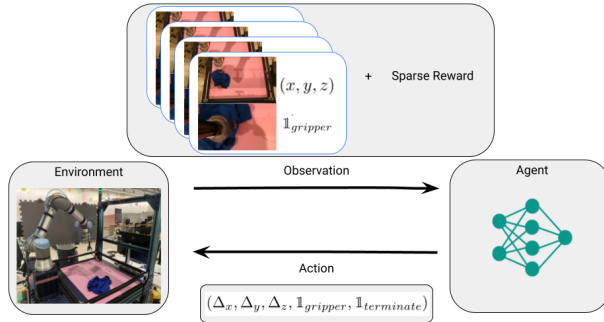 (x, y, z)
+ Sparse Reward
𝟙gripper
Environment
Observation
Agent
Action
(Δx, Δy, Δz, 𝟙gripper, 𝟙terminate)